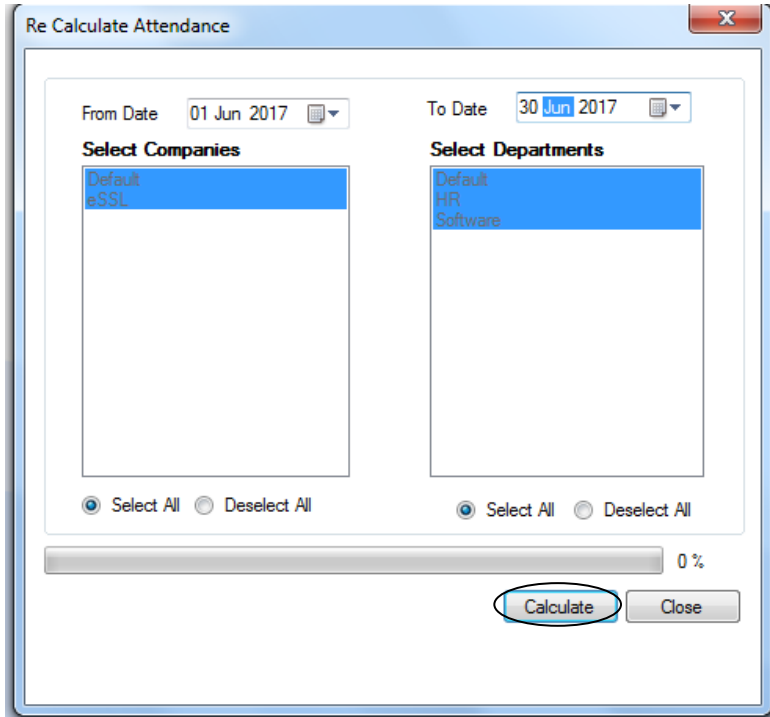 Re Calculate Attendance
From Date 01 Jun 2017 To Date 30 Jun 2017
Select Companies Select Departments
Default Default
eSSL HR
Software
Select All Deselect All Select All Deselect All
0 %
Calculate Close